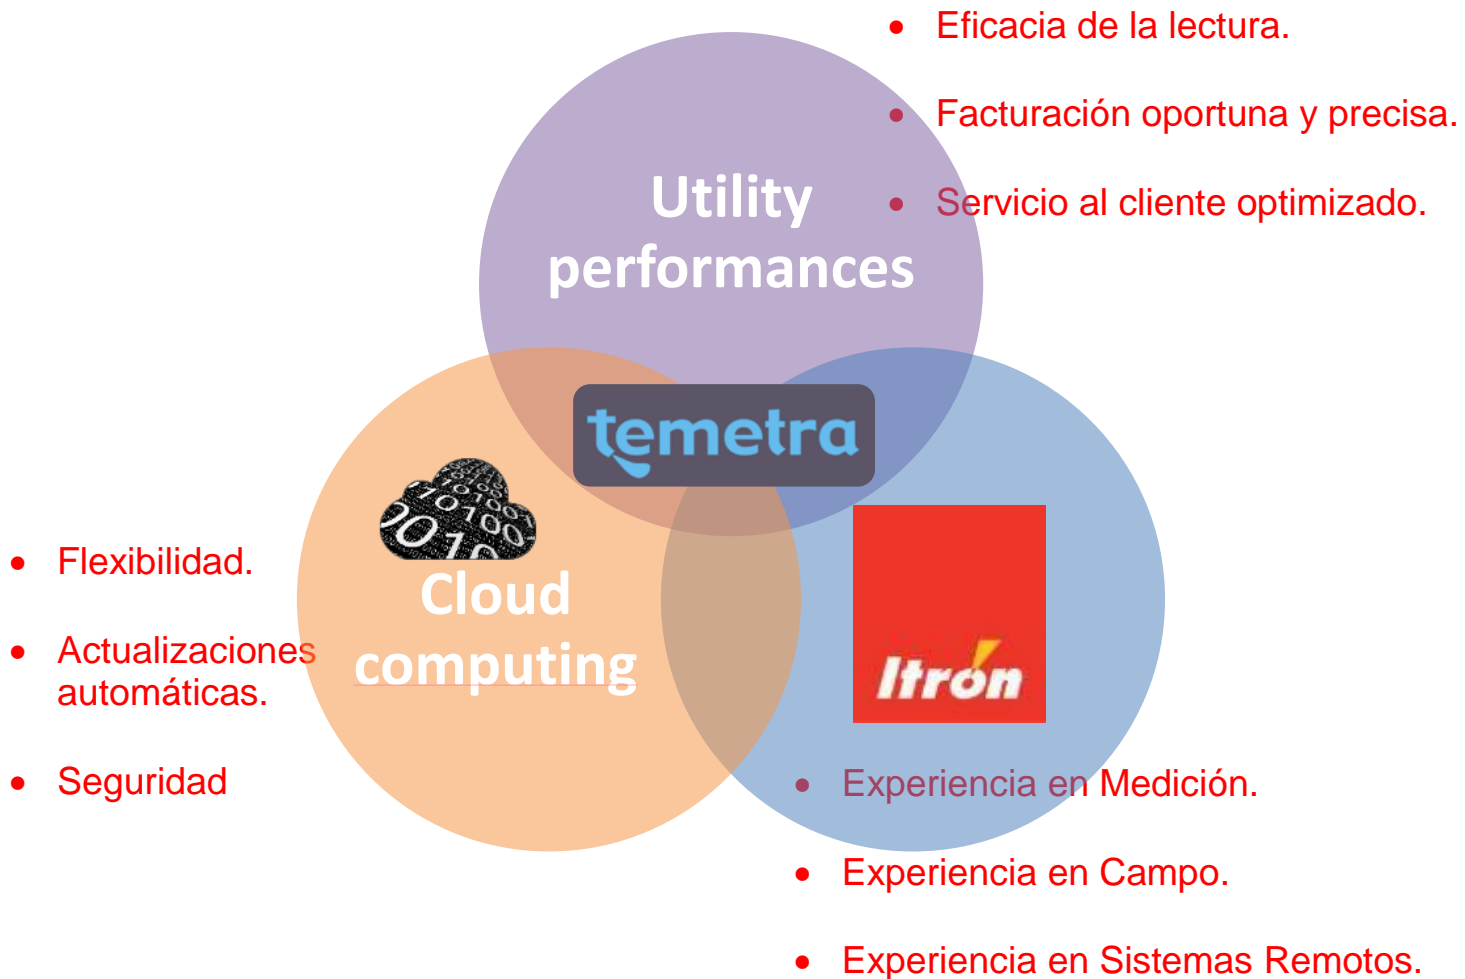 • Eficacia de la lectura.
• Facturación oportuna y precisa.
• Servicio al cliente optimizado.
Utility
performances
temetra
Cloud
computing
• Flexibilidad.
• Actualizaciones
automáticas.
• Seguridad
Itrón
• Experiencia en Medición.
• Experiencia en Campo.
• Experiencia en Sistemas Remotos.